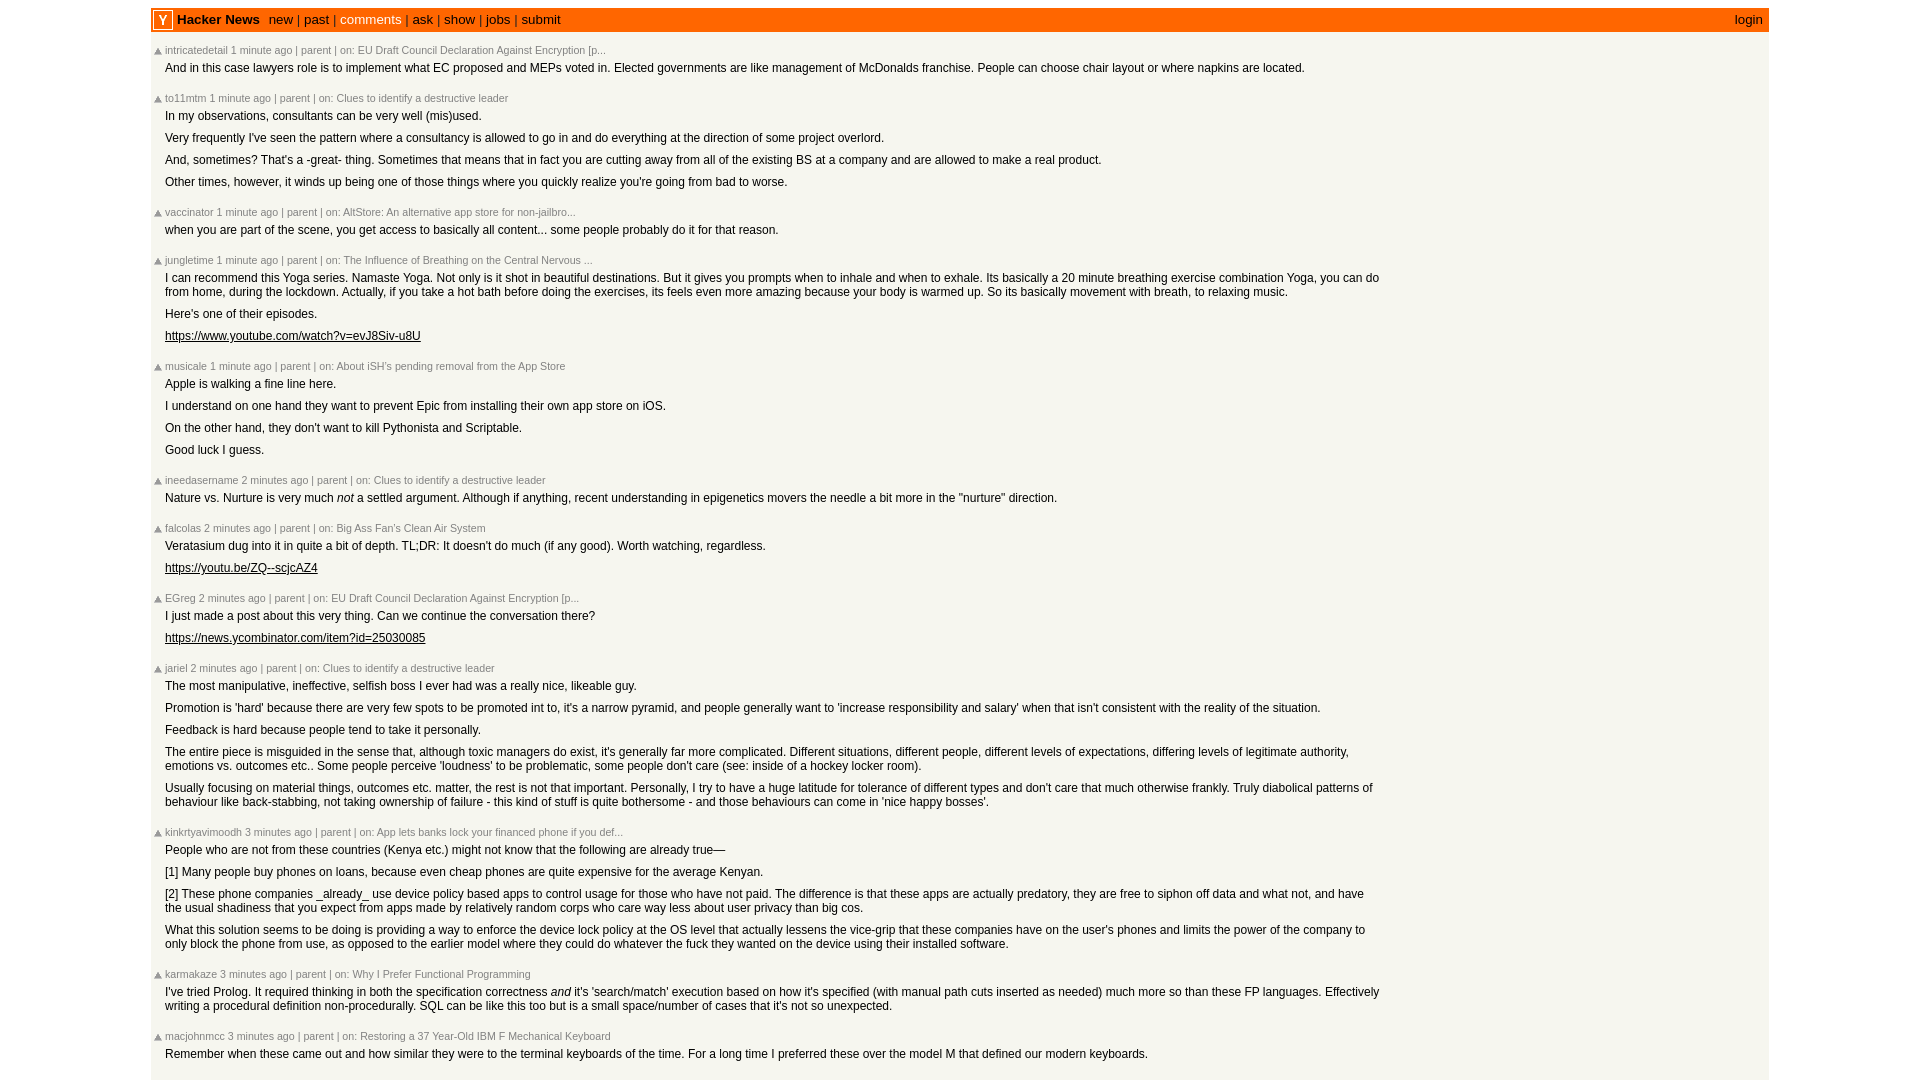 Y Hacker News new | past | comments | ask | show | jobs | submit login
intricatedetail 1 minute ago | parent | on: EU Draft Council Declaration Against Encryption [p...
And in this case lawyers role is to implement what EC proposed and MEPs voted in. Elected governments are like management of McDonalds franchise. People can choose chair layout or where napkins are located.
to11mtm 1 minute ago | parent | on: Clues to identify a destructive leader
In my observations, consultants can be very well (mis)used.
Very frequently I've seen the pattern where a consultancy is allowed to go in and do everything at the direction of some project overlord.
And, sometimes? That's a -great- thing. Sometimes that means that in fact you are cutting away from all of the existing BS at a company and are allowed to make a real product.
Other times, however, it winds up being one of those things where you quickly realize you're going from bad to worse.
vaccinator 1 minute ago | parent | on: AltStore: An alternative app store for non-jailbro...
when you are part of the scene, you get access to basically all content... some people probably do it for that reason.
jungletime 1 minute ago | parent | on: The Influence of Breathing on the Central Nervous ...
I can recommend this Yoga series. Namaste Yoga. Not only is it shot in beautiful destinations. But it gives you prompts when to inhale and when to exhale. Its basically a 20 minute breathing exercise combination Yoga, you can do
from home, during the lockdown. Actually, if you take a hot bath before doing the exercises, its feels even more amazing because your body is warmed up. So its basically movement with breath, to relaxing music.
Here's one of their episodes.
https://www.youtube.com/watch?v=evJ8Siv-u8U
musicale 1 minute ago | parent | on: About iSH's pending removal from the App Store
Apple is walking a fine line here.
I understand on one hand they want to prevent Epic from installing their own app store on iOS.
On the other hand, they don't want to kill Pythonista and Scriptable.
Good luck I guess.
ineedasername 2 minutes ago | parent | on: Clues to identify a destructive leader
Nature vs. Nurture is very much not a settled argument. Although if anything, recent understanding in epigenetics movers the needle a bit more in the "nurture" direction.
falcolas 2 minutes ago | parent | on: Big Ass Fan's Clean Air System
Veratasium dug into it in quite a bit of depth. TL;DR: It doesn't do much (if any good). Worth watching, regardless.
https://youtu.be/ZQ--scjcAZ4
EGreg 2 minutes ago | parent | on: EU Draft Council Declaration Against Encryption [p...
I just made a post about this very thing. Can we continue the conversation there?
https://news.ycombinator.com/item?id=25030085
jariel 2 minutes ago | parent | on: Clues to identify a destructive leader
The most manipulative, ineffective, selfish boss I ever had was a really nice, likeable guy.
Promotion is 'hard' because there are very few spots to be promoted int to, it's a narrow pyramid, and people generally want to 'increase responsibility and salary' when that isn't consistent with the reality of the situation.
Feedback is hard because people tend to take it personally.
The entire piece is misguided in the sense that, although toxic managers do exist, it's generally far more complicated. Different situations, different people, different levels of expectations, differing levels of legitimate authority,
emotions vs. outcomes etc.. Some people perceive 'loudness' to be problematic, some people don't care (see: inside of a hockey locker room).
Usually focusing on material things, outcomes etc. matter, the rest is not that important. Personally, I try to have a huge latitude for tolerance of different types and don't care that much otherwise frankly. Truly diabolical patterns of
behaviour like back-stabbing, not taking ownership of failure - this kind of stuff is quite bothersome - and those behaviours can come in 'nice happy bosses'.
kinkrtyavimoodh 3 minutes ago | parent | on: App lets banks lock your financed phone if you def...
People who are not from these countries (Kenya etc.) might not know that the following are already true—
[1] Many people buy phones on loans, because even cheap phones are quite expensive for the average Kenyan.
[2] These phone companies _already_ use device policy based apps to control usage for those who have not paid. The difference is that these apps are actually predatory, they are free to siphon off data and what not, and have
the usual shadiness that you expect from apps made by relatively random corps who care way less about user privacy than big cos.
What this solution seems to be doing is providing a way to enforce the device lock policy at the OS level that actually lessens the vice-grip that these companies have on the user's phones and limits the power of the company to
only block the phone from use, as opposed to the earlier model where they could do whatever the fuck they wanted on the device using their installed software.
karmakaze 3 minutes ago | parent | on: Why I Prefer Functional Programming
I've tried Prolog. It required thinking in both the specification correctness and it's 'search/match' execution based on how it's specified (with manual path cuts inserted as needed) much more so than these FP languages. Effectively
writing a procedural definition non-procedurally. SQL can be like this too but is a small space/number of cases that it's not so unexpected.
macjohnmcc 3 minutes ago | parent | on: Restoring a 37 Year-Old IBM F Mechanical Keyboard
Remember when these came out and how similar they were to the terminal keyboards of the time. For a long time I preferred these over the model M that defined our modern keyboards.